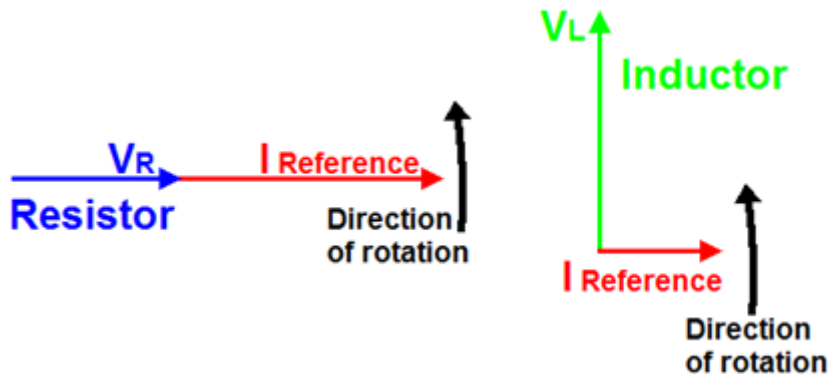 VR I Reference
Resistor
Direction
of rotation
VL
Inductor
I Reference
Direction
of rotation